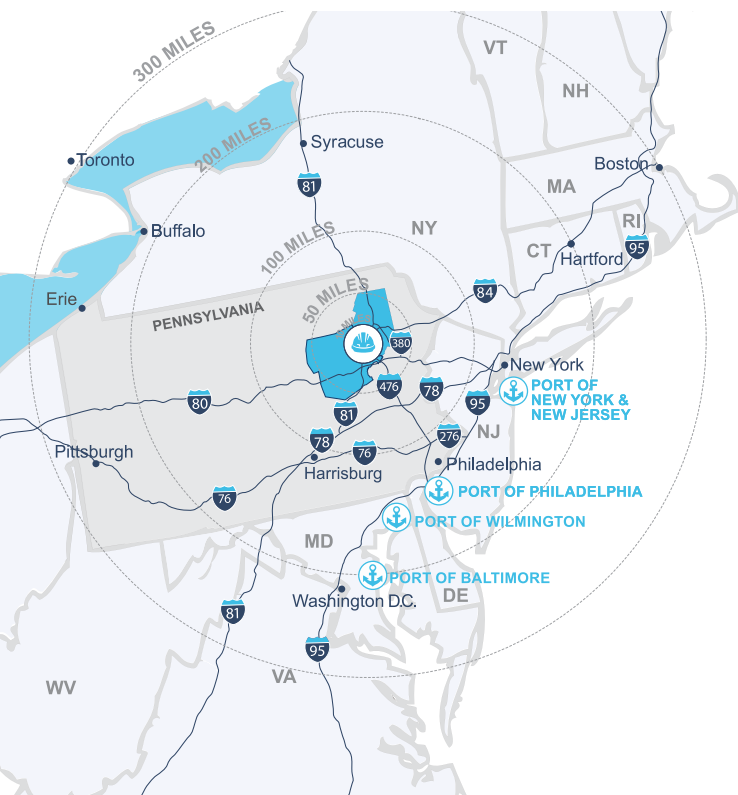 300 MILES
VT
NH
200 MILES
Toronto
Syracuse
Boston
81
MA
NY
RI
Buffalo
100 MILES
CT
Hartford
95
50 MILES
84
Erie
PENNSYLVANIA
380
New York
476
78
PORT OF
NEW YORK &
NEW JERSEY
80
95
81
NJ
78
276
76
Pittsburgh
Harrisburg
Philadelphia
76
PORT OF PHILADELPHIA
PORT OF WILMINGTON
MD
PORT OF BALTIMORE
DE
Washington D.C.
81
95
VA
WV